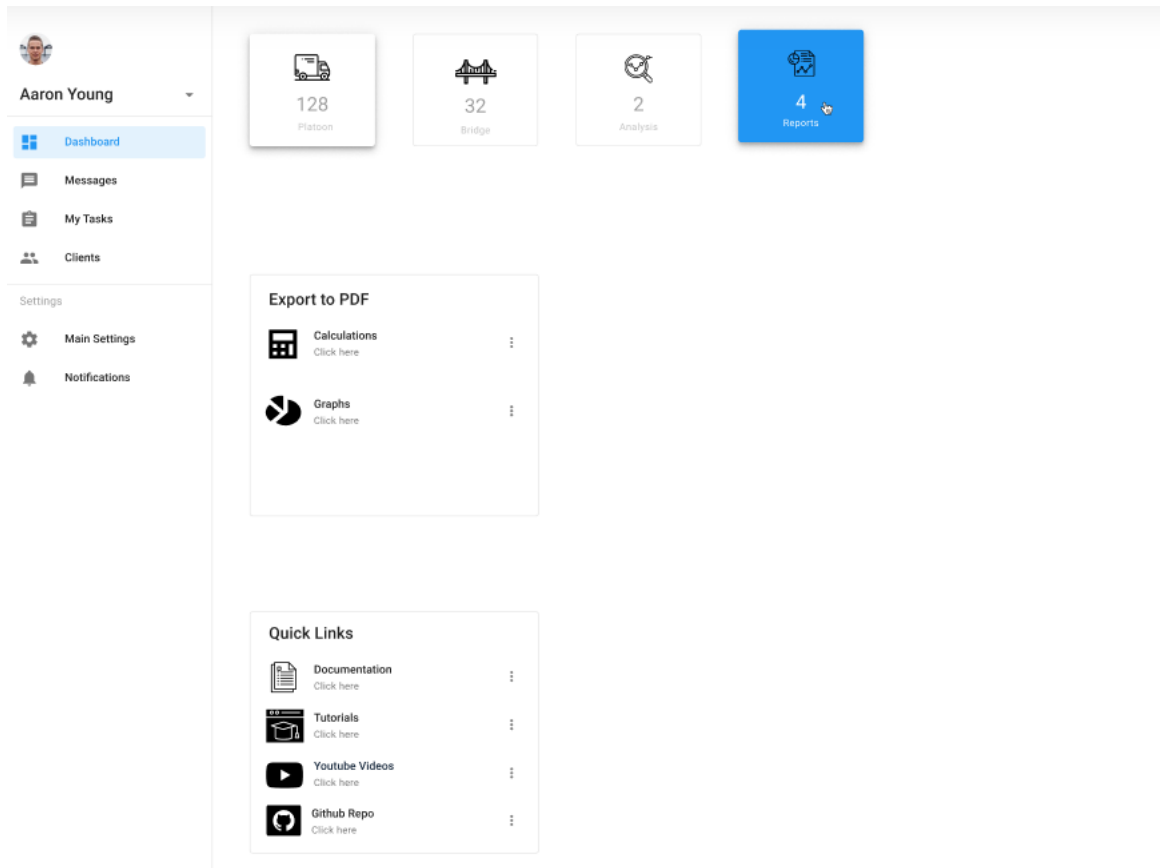 Aaron Young
Dashboard
Messages
My Tasks
Clients
Settings
Main Settings
Notifications
128
Platoon
32
Bridge
2
Analysis
4
Reports
Export to PDF
Calculations
Click here
Graphs
Click here
Quick Links
Documentation
Click here
Tutorials
Click here
Youtube Videos
Click here
Github Repo
Click here